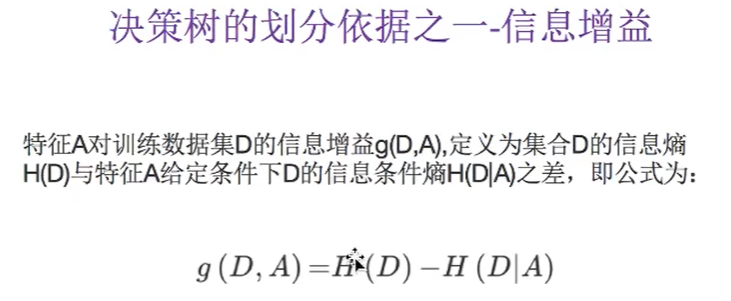 决策树的划分依据之一-信息增益
特征A对训练数据集D的信息增益g(D,A),定义为集合D的信息熵
H(D)与特征A给定条件下D的信息条件熵H(D|A)之差，即公式为：
g (D, A) =H (D) −H (D|A)